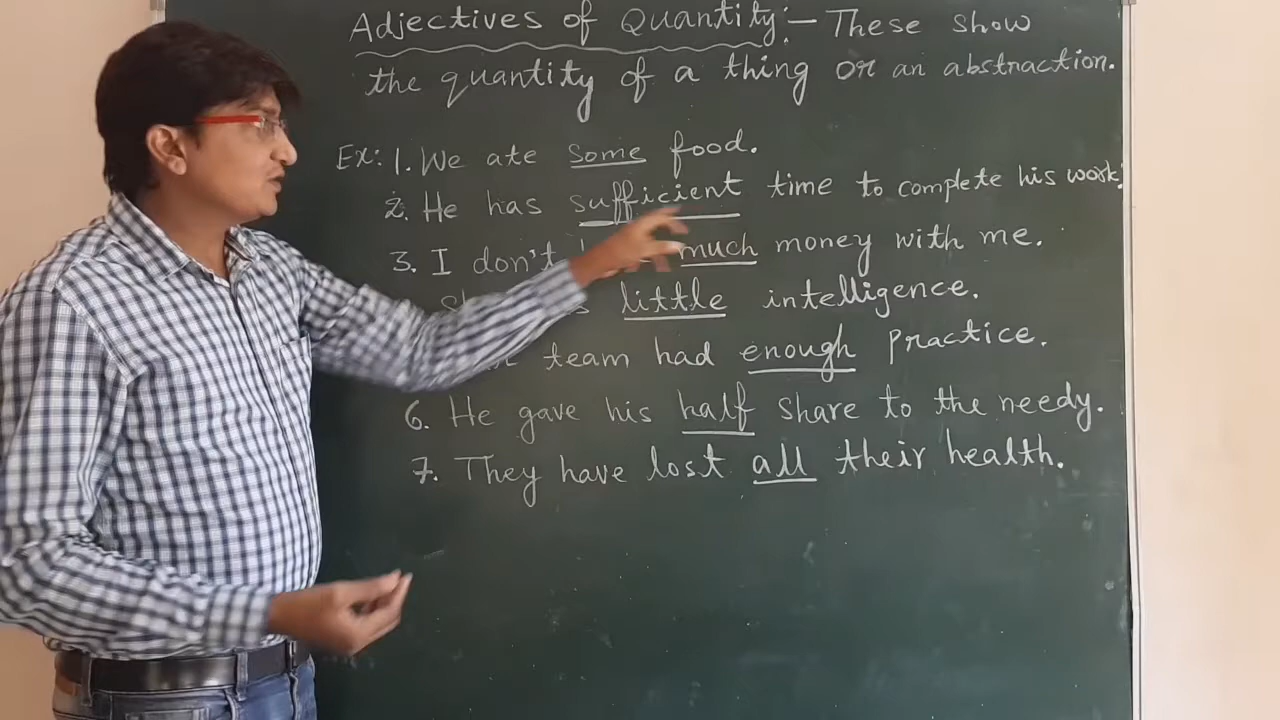 Adjectives of Quantity:- These show
the quantity of a thing or an abstraction.
Ex: 1. We ate some food.
2. He has sufficient time to complete his work.
3. I don't much money with me.
little intelligence.
team had enough practice.
6. He gave his half share to the needy.
7. They have lost all their health.